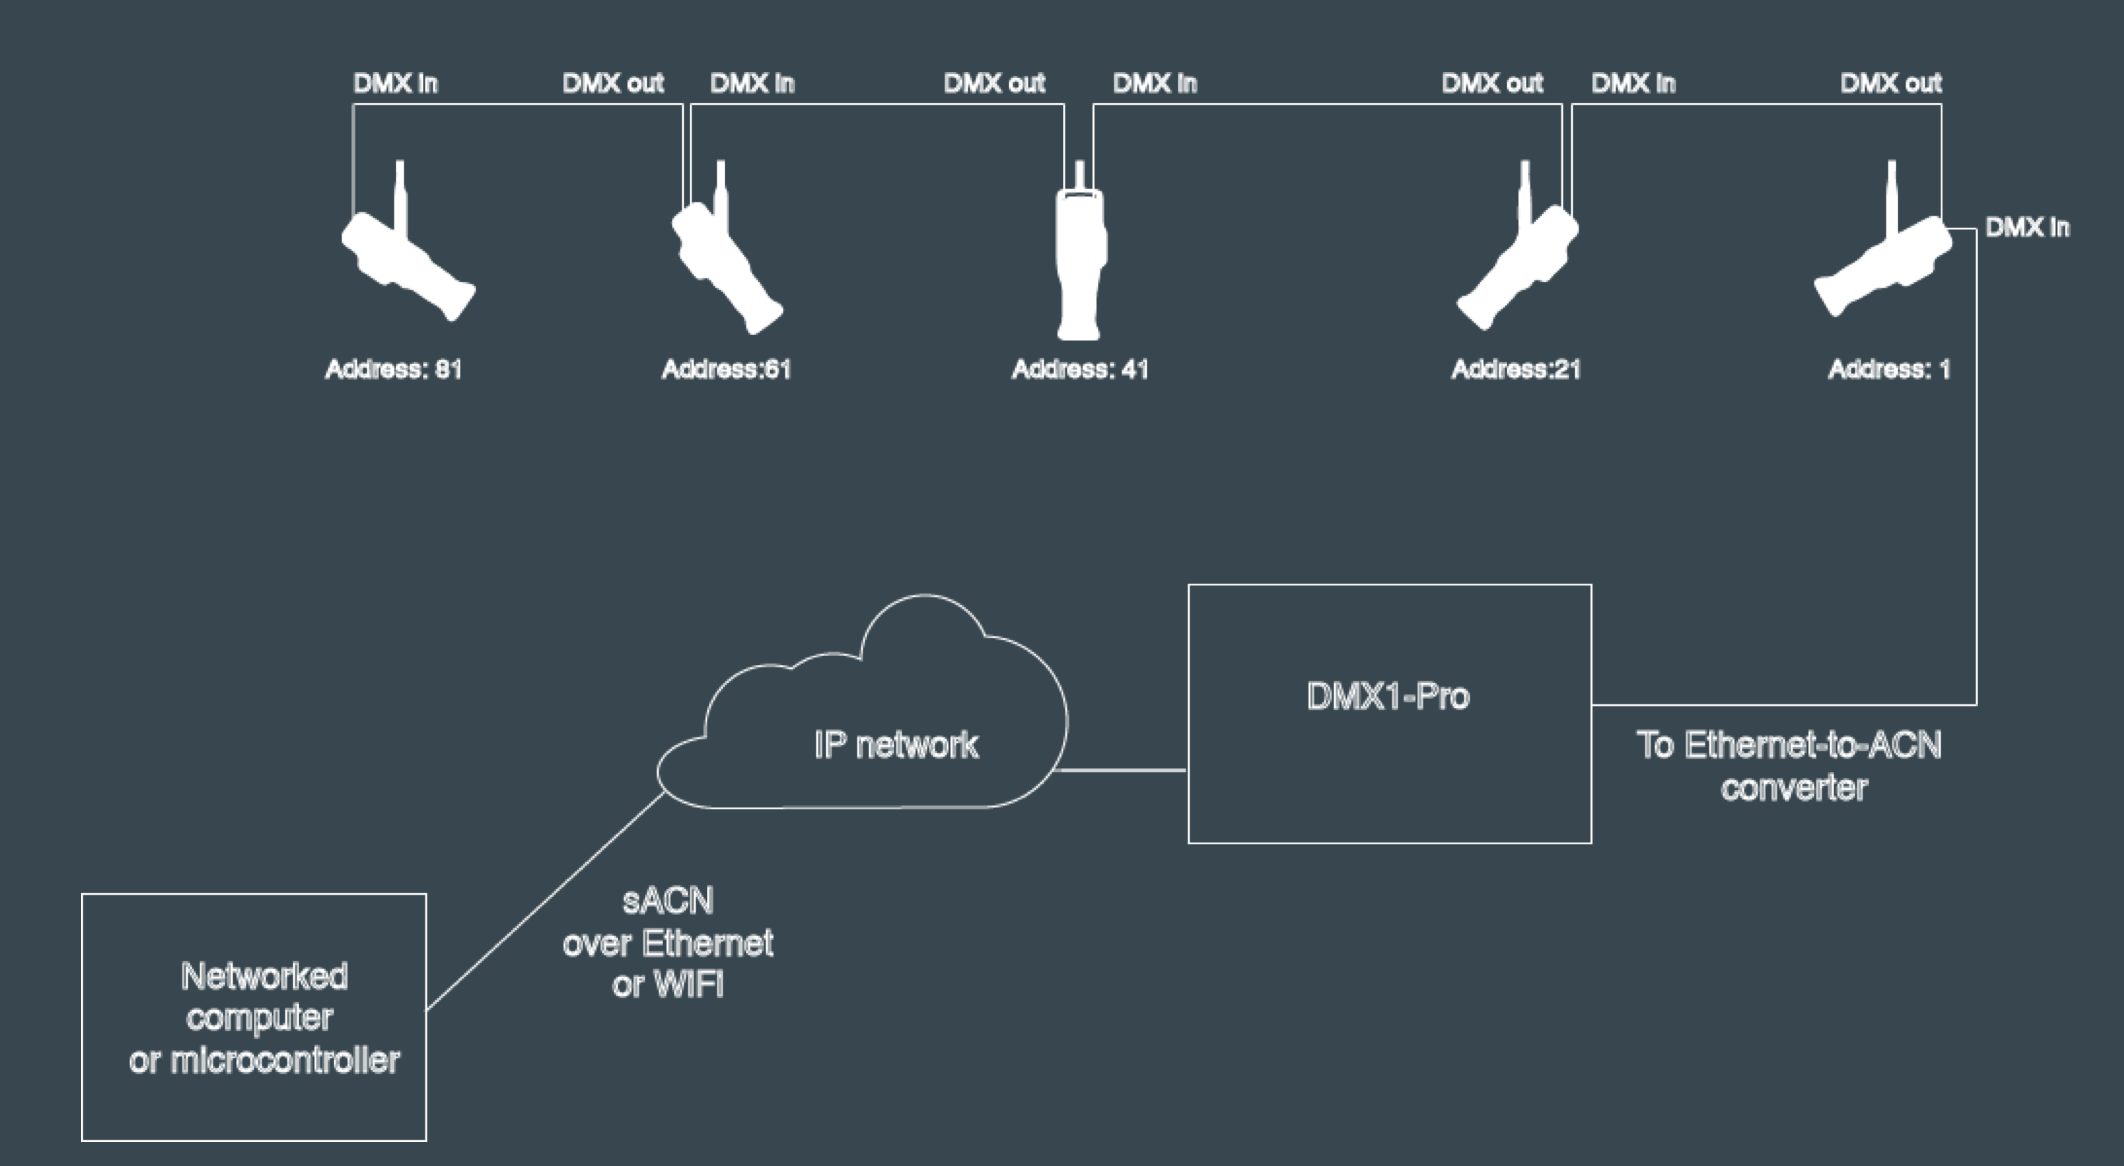 DMX in
DMX out
DMX in
DMX out
DMX in
DMX out
DMX in
DMX out
DMX in
Address: 81
Address:61
Address: 41
Address:21
Address: 1
IP network
DMX1-Pro
To Ethernet-to-ACN
converter
sACN
over Ethernet
or WiFi
Networked
computer
or microcontroller